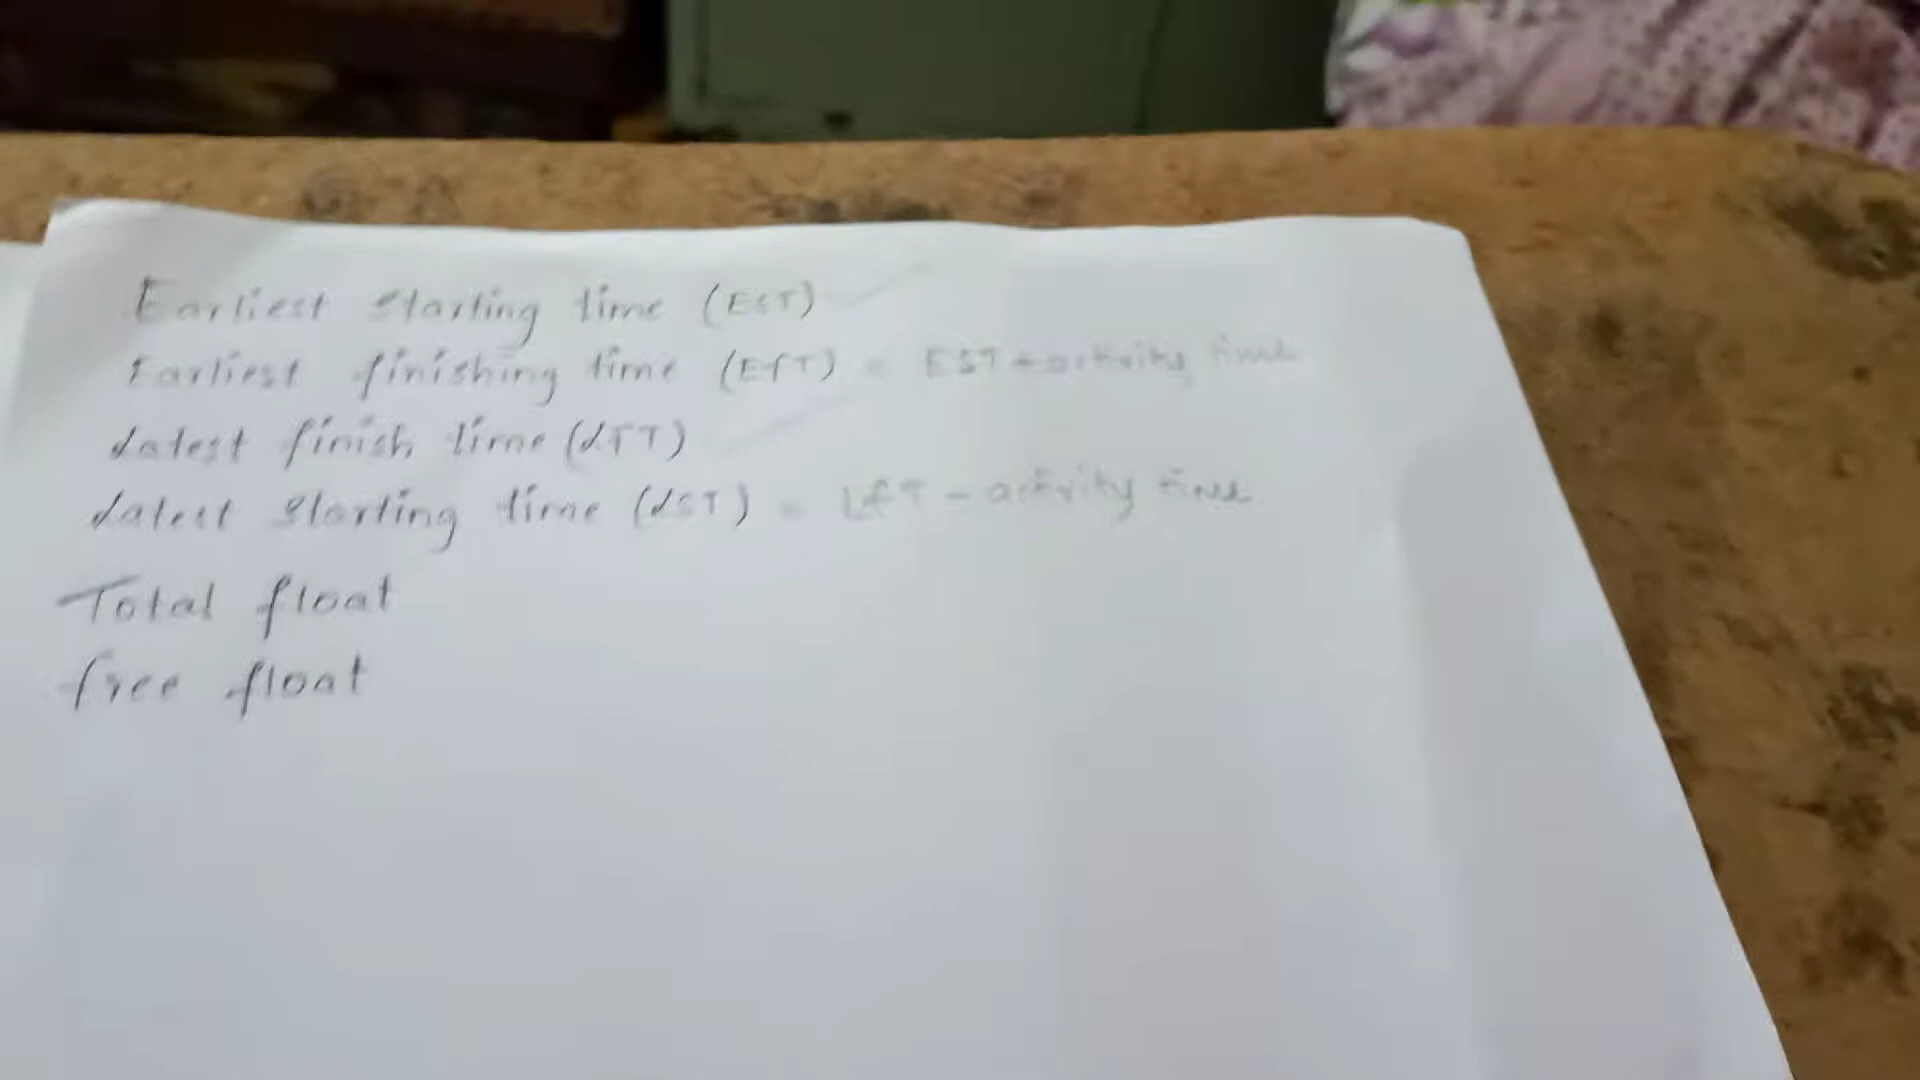 Earliest starting time (EST)
Earliest finishing time (EfT) = EST + activity time
Latest finish time (LFT)
Latest starting time (LST) = LfT - activity time
Total float
free float